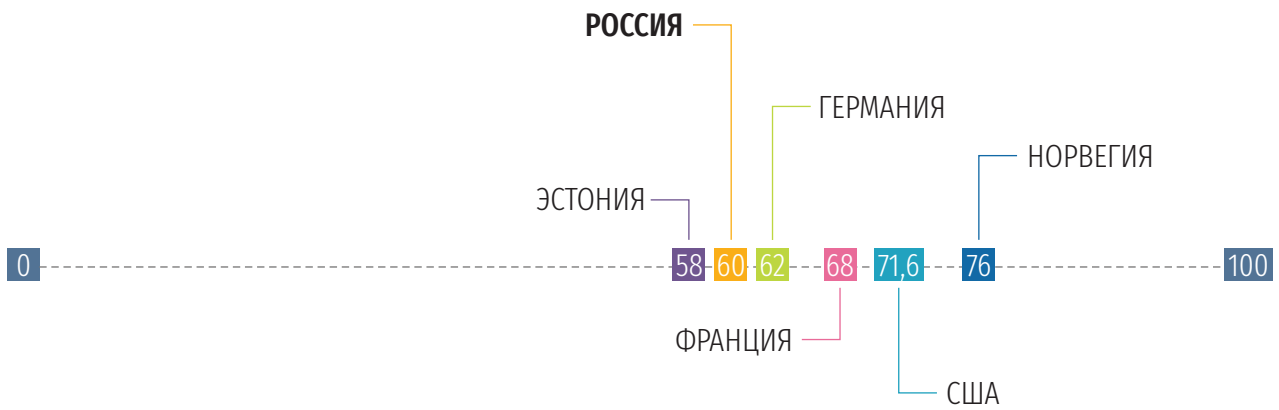 РОССИЯ
ГЕРМАНИЯ
НОРВЕГИЯ
ЭСТОНИЯ
0 58 60 62 68 71,6 76 100
ФРАНЦИЯ
США